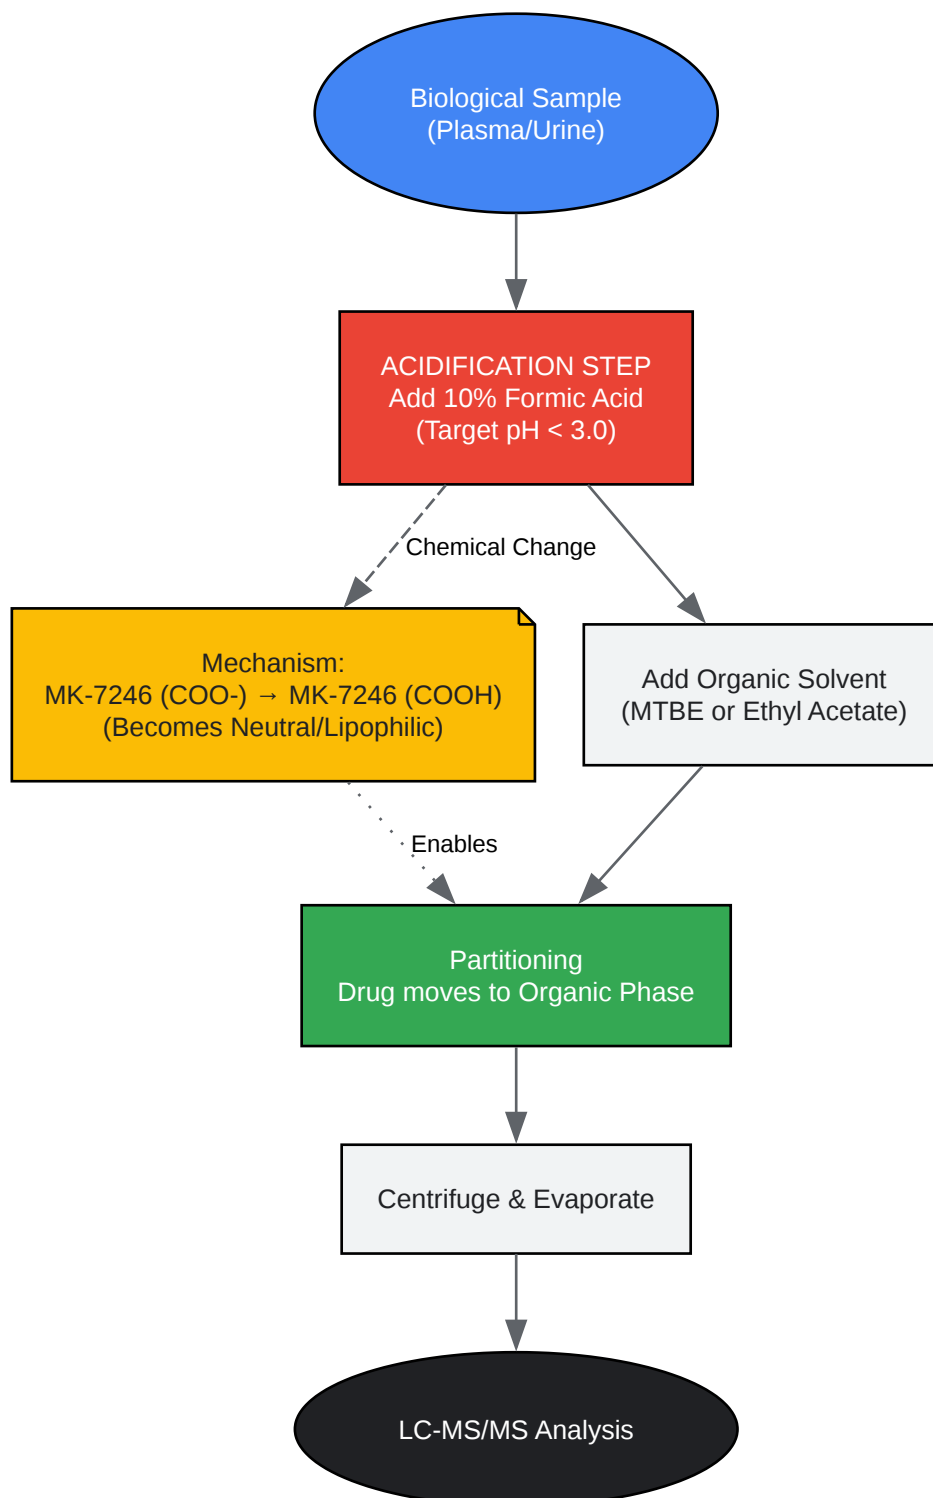 Biological Sample
(Plasma/Urine)
ACIDIFICATION STEP
Add 10% Formic Acid
(Target pH < 3.0)
Chemical Change
Mechanism:
MK-7246 (COO-) → MK-7246 (COOH)
(Becomes Neutral/Lipophilic)
Add Organic Solvent
(MTBE or Ethyl Acetate)
Enables
Partitioning
Drug moves to Organic Phase
Centrifuge & Evaporate
LC-MS/MS Analysis